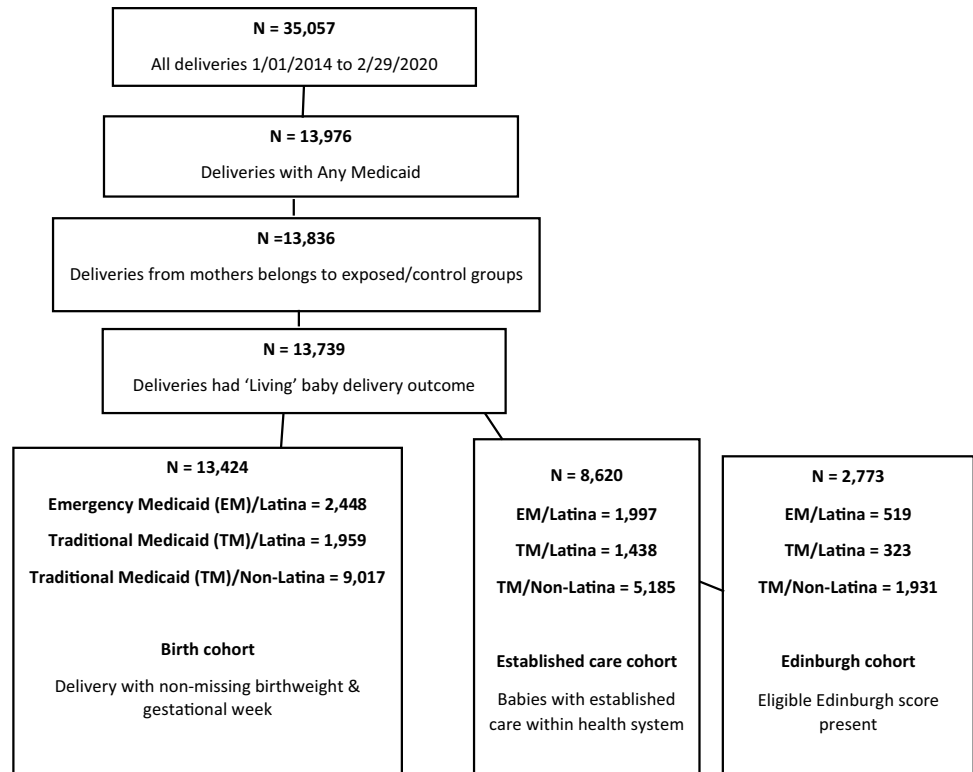 N = 35,057
All deliveries 1/01/2014 to 2/29/2020
N = 13,976
Deliveries with Any Medicaid
N =13,836
Deliveries from mothers belongs to exposed/control groups
N = 13,739
Deliveries had ‘Living’ baby delivery outcome
N = 13,424
Emergency Medicaid (EM)/Latina = 2,448
Traditional Medicaid (TM)/Latina = 1,959
Traditional Medicaid (TM)/Non-Latina = 9,017
Birth cohort
Delivery with non-missing birthweight &
gestational week
N = 8,620
EM/Latina = 1,997
TM/Latina = 1,438
TM/Non-Latina = 5,185
Established care cohort
Babies with established
care within health system
N = 2,773
EM/Latina = 519
TM/Latina = 323
TM/Non-Latina = 1,931
Edinburgh cohort
Eligible Edinburgh score
present